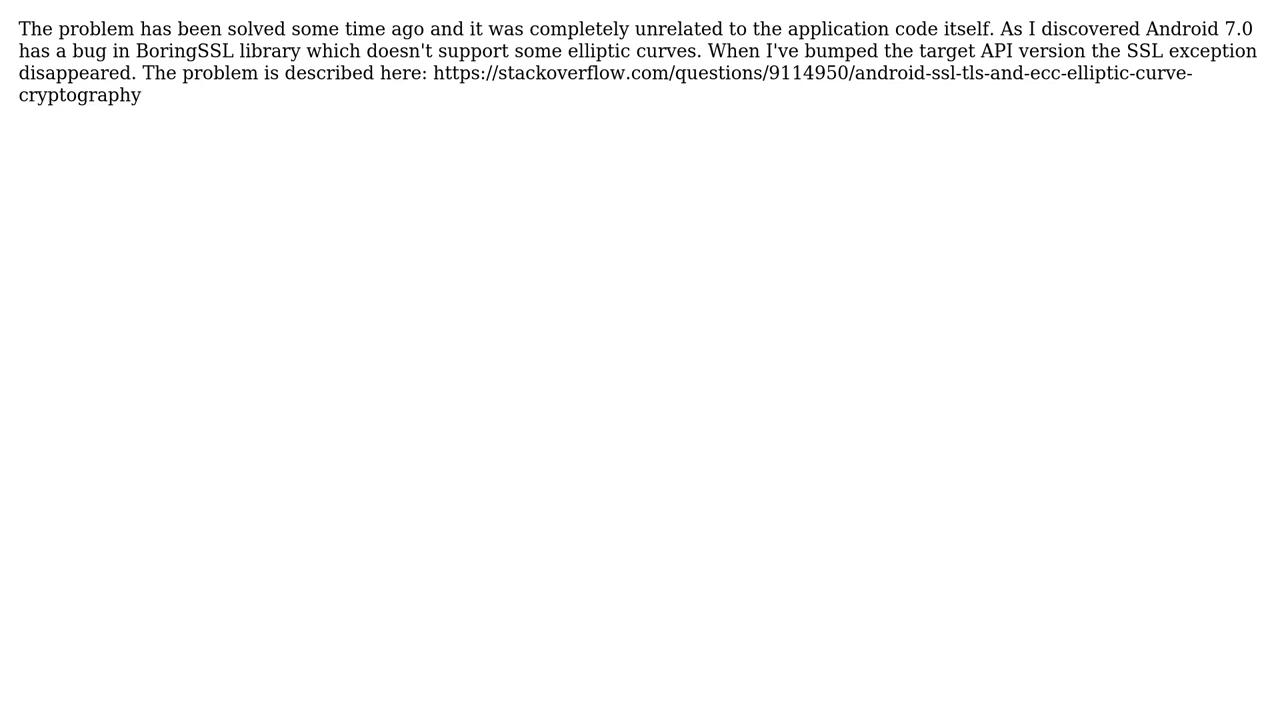 The problem has been solved some time ago and it was completely unrelated to the application code itself. As I discovered Android 7.0
has a bug in BoringSSL library which doesn't support some elliptic curves. When I've bumped the target API version the SSL exception
disappeared. The problem is described here: https://stackoverflow.com/questions/9114950/android-ssl-tls-and-ecc-elliptic-curve-
cryptography